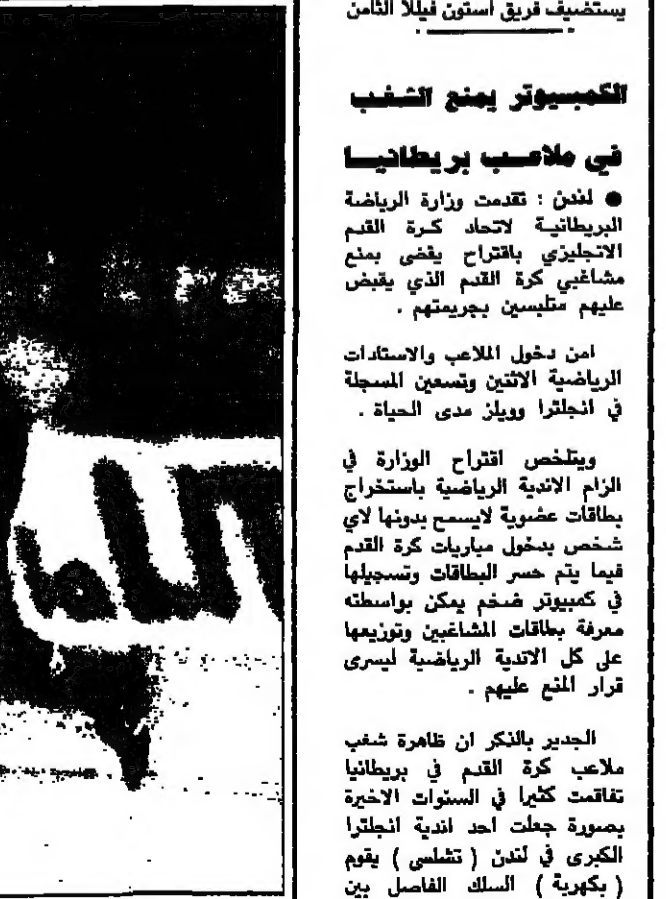 يستضيف فريق استون فيللا الثامن
الكمبيوتر يمنع الشغب
في ملاعب بريطانيا
● لندن : تقدمت وزارة الرياضة
البريطانية لاتحاد كرة القدم
الانجليزي باقتراح يقضى بمنع
مشاغبي كرة القدم الذي يقبض
عليهم متلبسين بجريمتهم .
امن دخول الملاعب والاستادات
الرياضية الاثنتين وتسعين المسجلة
في انجلترا وويلز مدى الحياة .
ويتلخص اقتراح الوزارة في
الزام الاندية الرياضية باستخراج
بطاقات عضوية لايسمح بدونها لاي
شخص بدخول مباريات كرة القدم
فيما يتم حسر البطاقات وتسجيلها
في كمبيوتر ضخم يمكن بواسطته
معرفة بطاقات المشاغبين وتوزيعها
على كل الاندية الرياضية ليسرى
قرار المنع عليهم .
الجدير بالذكر ان ظاهرة شغب
ملاعب كرة القدم في بريطانيا
تفاقمت كثيرا في السنوات الاخيرة
بصورة جعلت احد اندية انجلترا
الكبرى في لندن ( تشلسي ) يقوم
( بكهربة ) السلك الفاصل بين